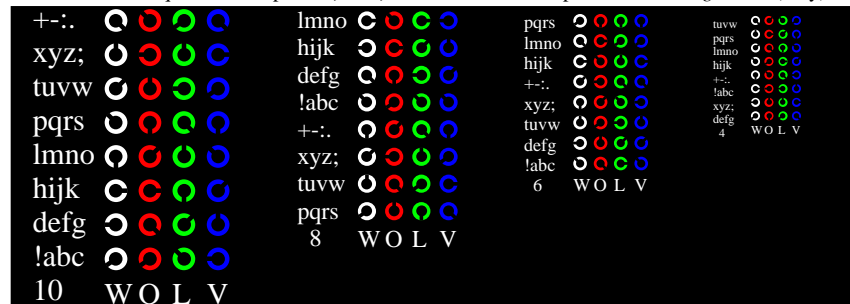 +-:.
xyz;
tuvw
pqrs
lmno
hijk
defg
!abc
10 W O L V
lmno
hijk
defg
!abc
+-:.
xyz;
tuvw
pqrs
8 W O L V
pqrs
lmno
hijk
+-:.
xyz;
tuvw
defg
!abc
6 W O L V
tuvw
pqrs
lmno
hijk
+-:.
!abc
xyz;
defg
4 W O L V